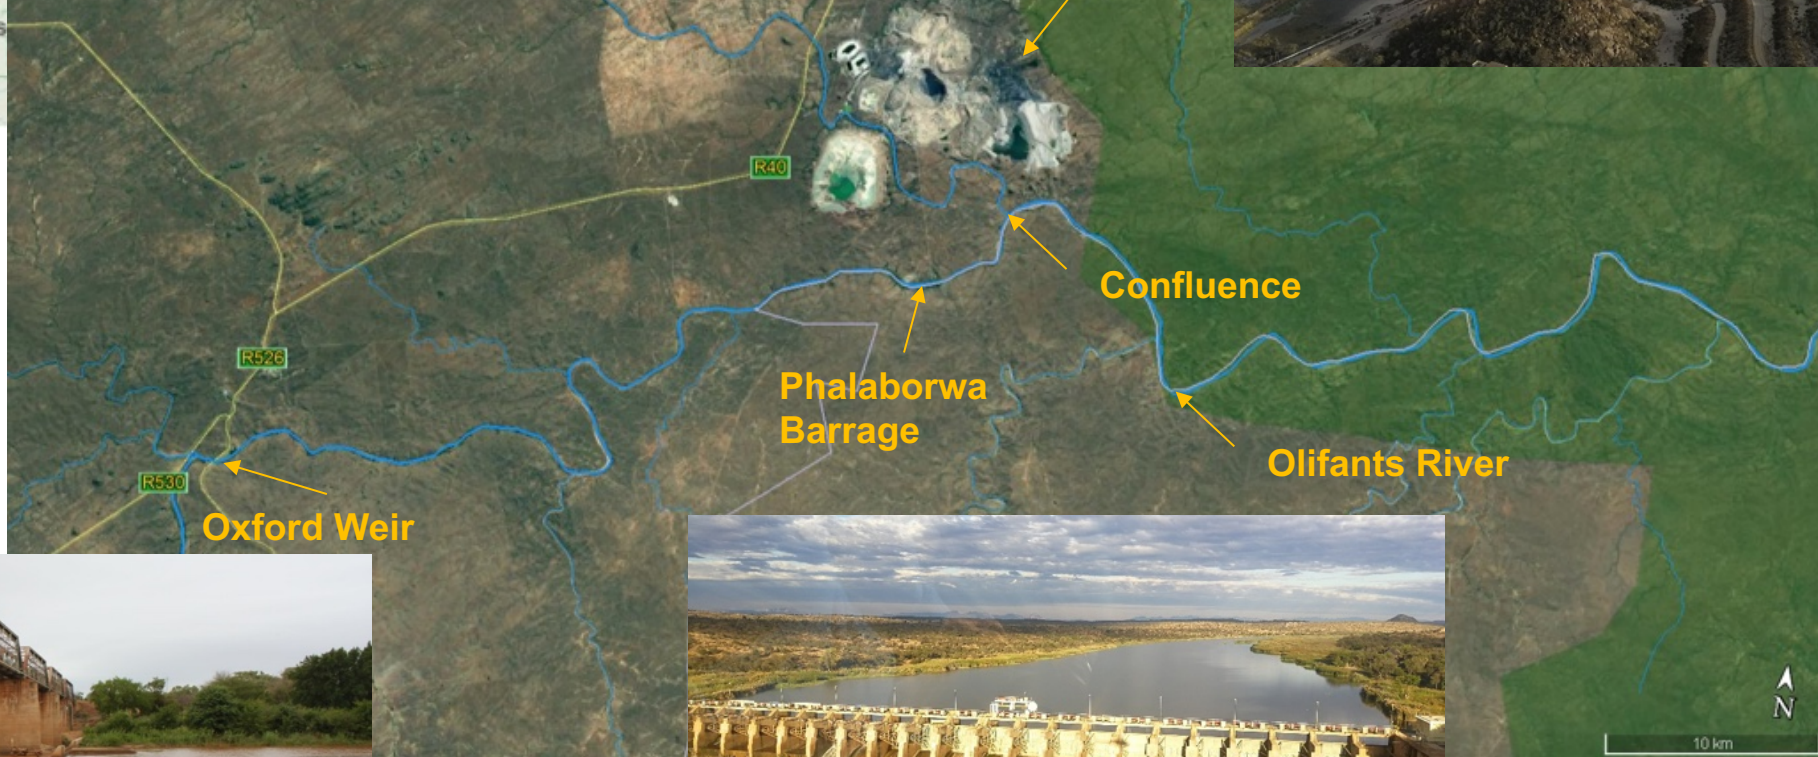 R40
Confluence
R526
Phalaborwa
Barrage
Olifants River
R530
Oxford Weir
N
10 km